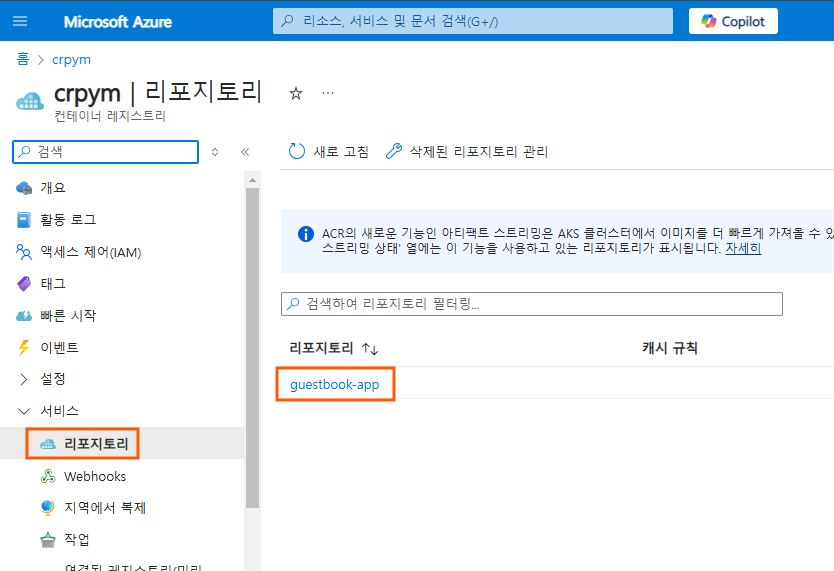 Microsoft Azure
리소스, 서비스 및 문서 검색(G+/)
Copilot
홈 > crpym
crpym | 리포지토리
컨테이너 레지스트리
검색
새로 고침
삭제된 리포지토리 관리
개요
활동 로그
액세스 제어(IAM)
태그
빠른 시작
이벤트
설정
서비스
리포지토리
Webhooks
지역에서 복제
작업
ACR의 새로운 기능인 아티팩트 스트리밍은 AKS 클러스터에서 이미지를 더 빠르게 가져올 수 있
스트리밍 상태' 열에는 이 기능을 사용하고 있는 리포지토리가 표시됩니다. 자세히
검색하여 리포지토리 필터링...
리포지토리 ↑↓
캐시 규칙
guestbook-app